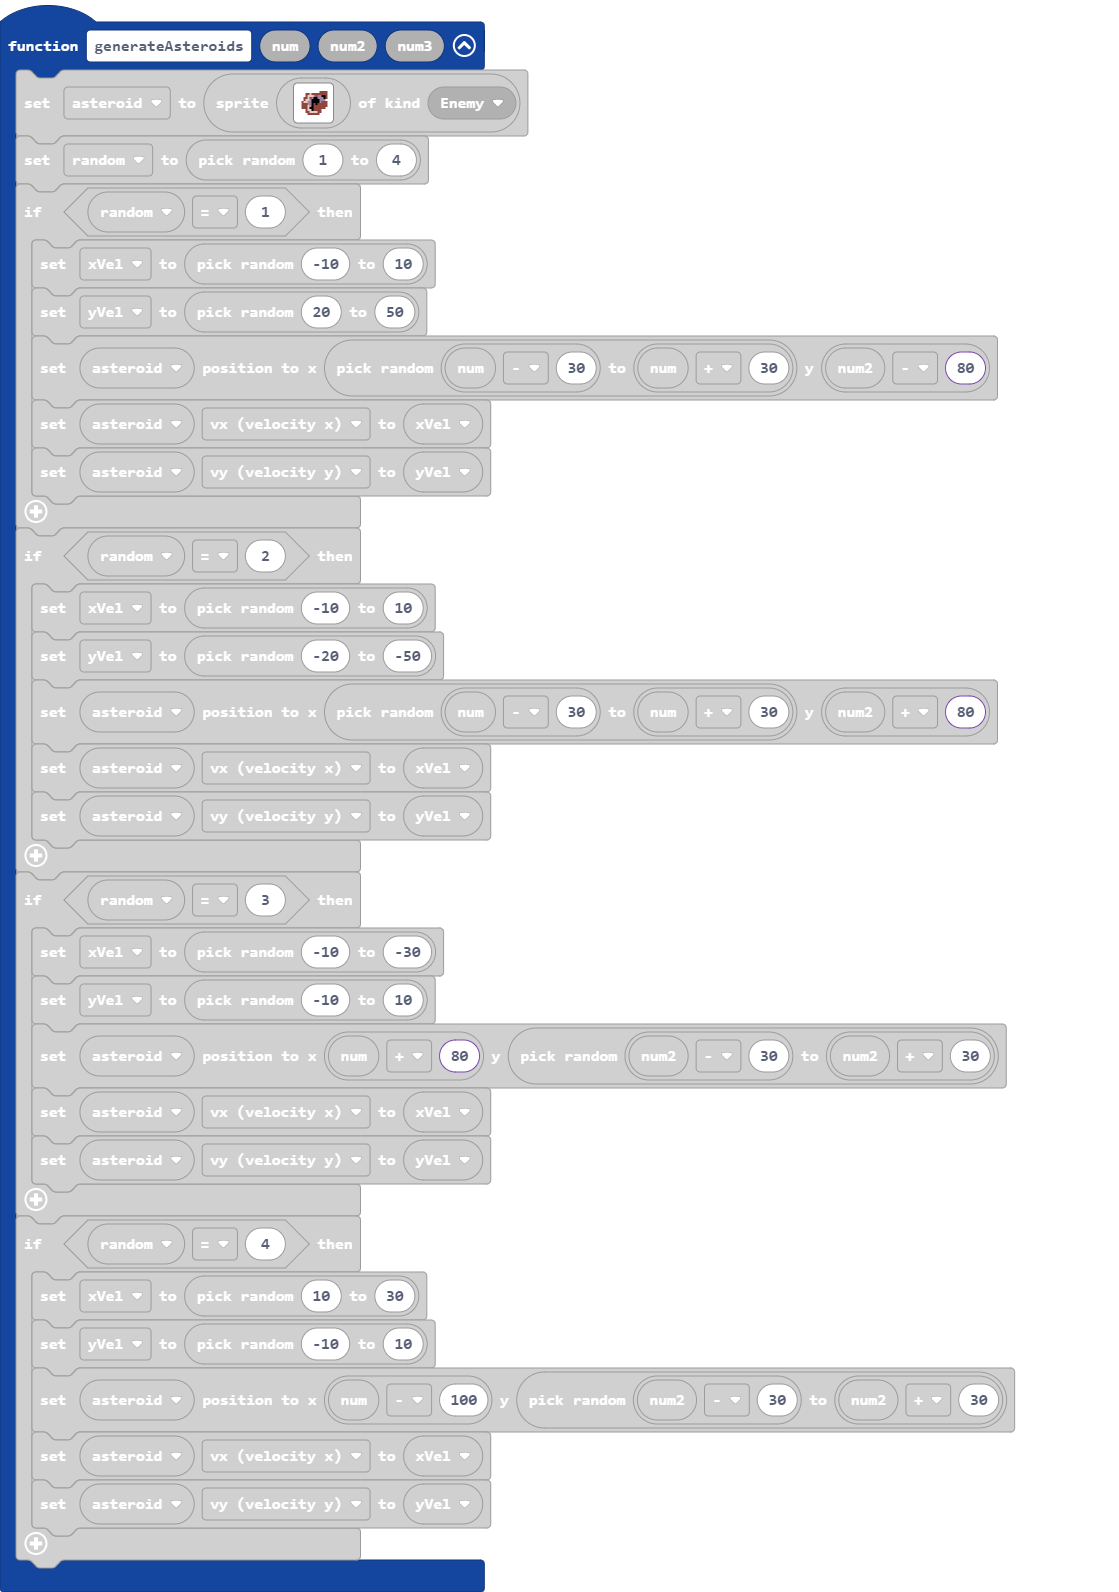 function generateAsteroids num num2 num3
set asteroid to sprite of kind Enemy
set random to pick random 1 to 4
if random = 1 then
set xVel to pick random -10 to 10
set yVel to pick random 20 to 50
set asteroid position to x pick random num - 30 to num + 30 y num2 - 80
set asteroid vx (velocity x) to xVel
set asteroid vy (velocity y) to yVel
if random = 2 then
set xVel to pick random -10 to 10
set yVel to pick random -20 to -50
set asteroid position to x pick random num - 30 to num + 30 y num2 + 80
set asteroid vx (velocity x) to xVel
set asteroid vy (velocity y) to yVel
if random = 3 then
set xVel to pick random -10 to -30
set yVel to pick random -10 to 10
set asteroid position to x num + 80 y pick random num2 - 30 to num2 + 30
set asteroid vx (velocity x) to xVel
set asteroid vy (velocity y) to yVel
if random = 4 then
set xVel to pick random 10 to 30
set yVel to pick random -10 to 10
set asteroid position to x num - 100 y pick random num2 - 30 to num2 + 30
set asteroid vx (velocity x) to xVel
set asteroid vy (velocity y) to yVel